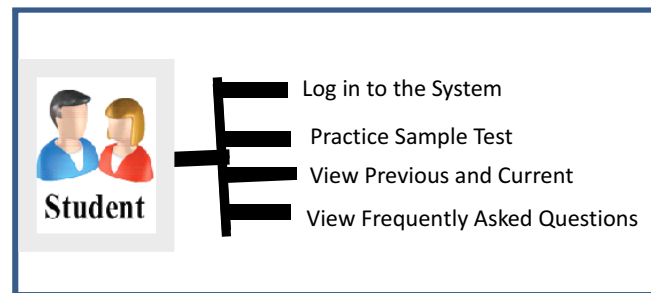 Log in to the System
Practice Sample Test
View Previous and Current
View Frequently Asked Questions
Student